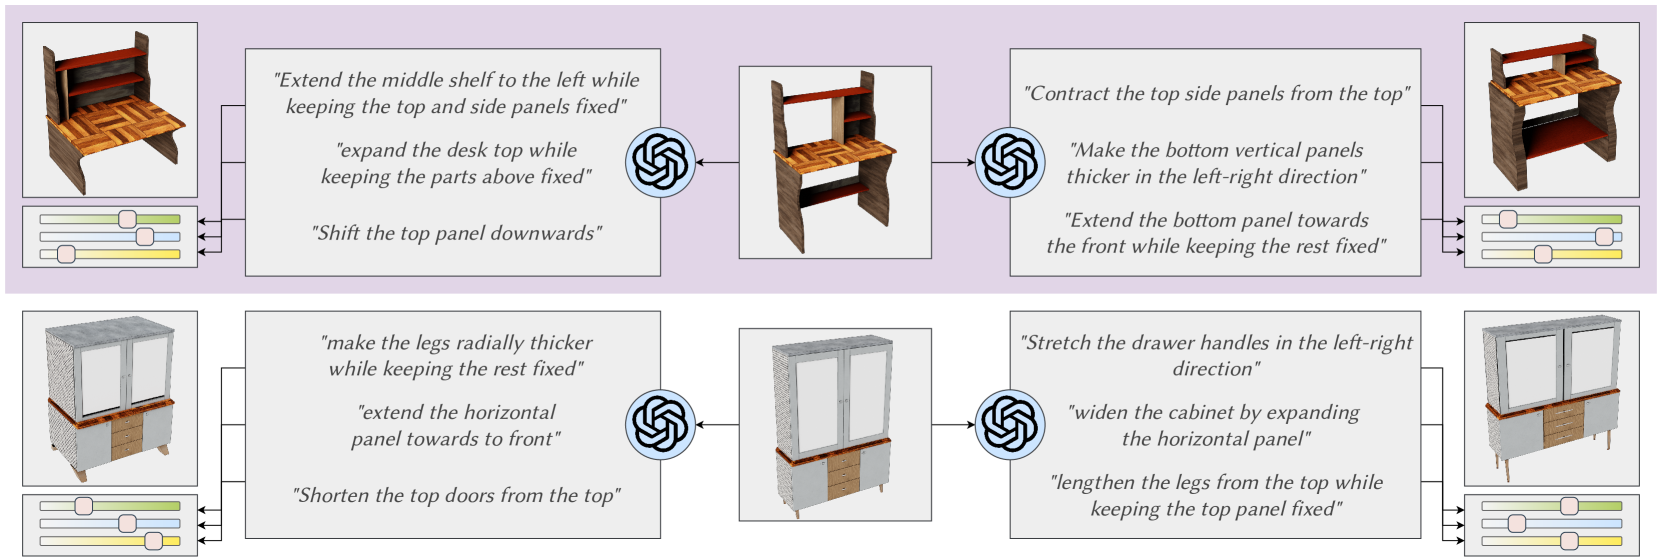 "Extend the middle shelf to the left while
keeping the top and side panels fixed"
"expand the desk top while
keeping the parts above fixed"
"Shift the top panel downwards"
"Contract the top side panels from the top"
"Make the bottom vertical panels
thicker in the left-right direction"
"Extend the bottom panel towards
the front while keeping the rest fixed"
"make the legs radially thicker
while keeping the rest fixed"
"extend the horizontal
panel towards to front"
"Shorten the top doors from the top"
"Stretch the drawer handles in the left-right
direction"
"widen the cabinet by expanding
the horizontal panel"
"lengthen the legs from the top while
keeping the top panel fixed"